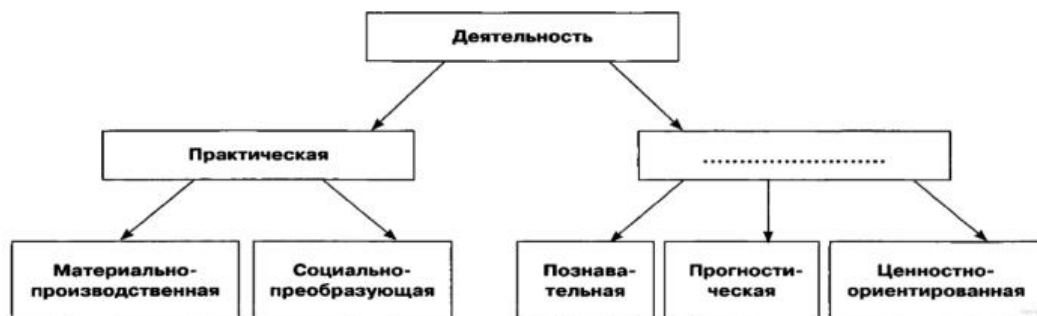 Деятельность
Практическая
........................
Материально-
производственная
Социально-
преобразующая
Познава-
тельная
Прогности-
ческая
Ценностно-
ориентированная